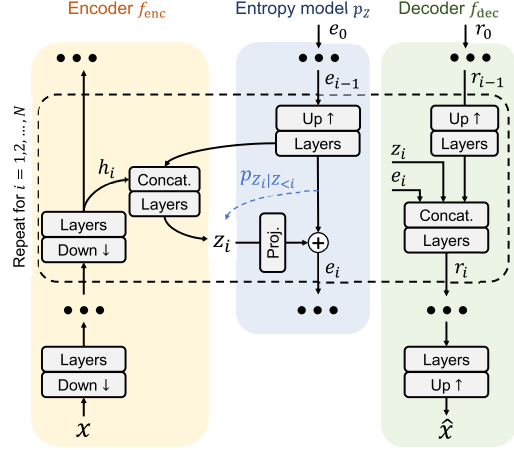 Encoder f_enc
Entropy model p_Z
Decoder f_dec
e_0
r_0
e_{i-1}
r_{i-1}
Repeat for i = 1,2, ..., N
Up ↑
Layers
Up ↑
Layers
h_i
Concat.
Layers
p_{Z_i|Z_{<i}}
z_i
e_i
Layers
Down ↓
z_i
Proj.
+
Concat.
Layers
e_i
r_i
Layers
Down ↓
Layers
Up ↑
x
x̂